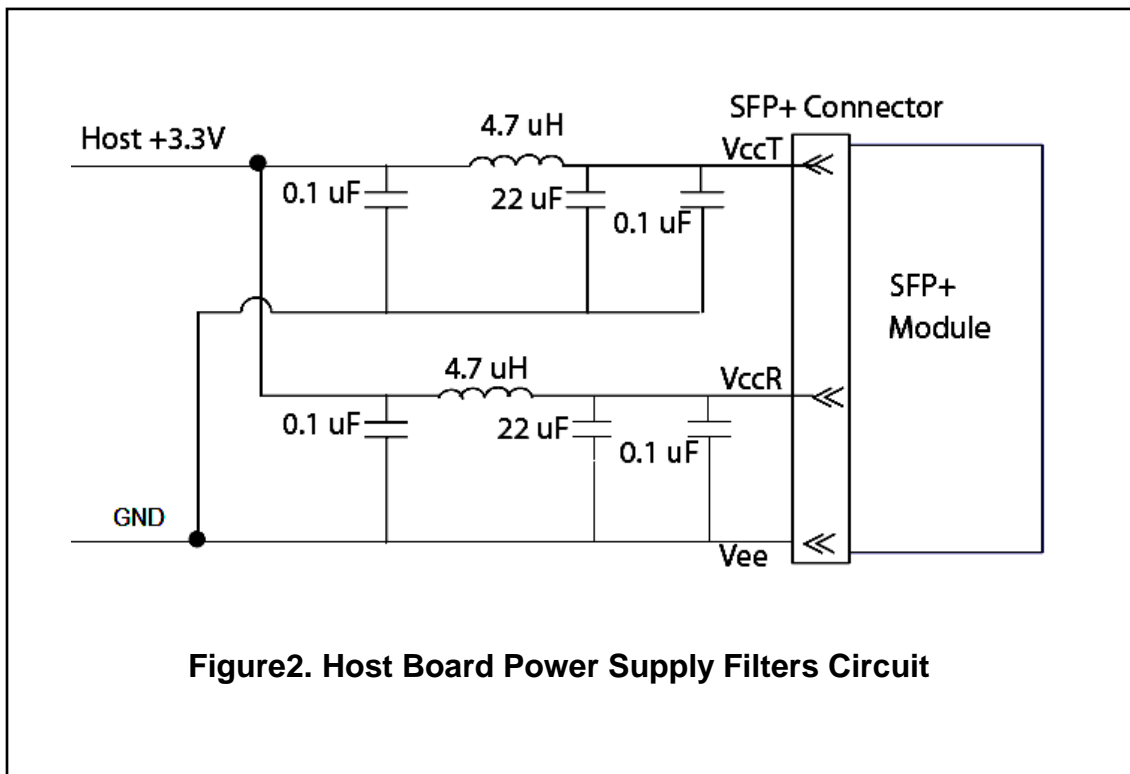 SFP+ Connector
4.7 uH
Host +3.3V
VccT
0.1 uF
22 uF
0.1 uF
SFP+
Module
4.7 uH
VccR
0.1 uF
22 uF
0.1 uF
GND
Vee
Figure2. Host Board Power Supply Filters Circuit